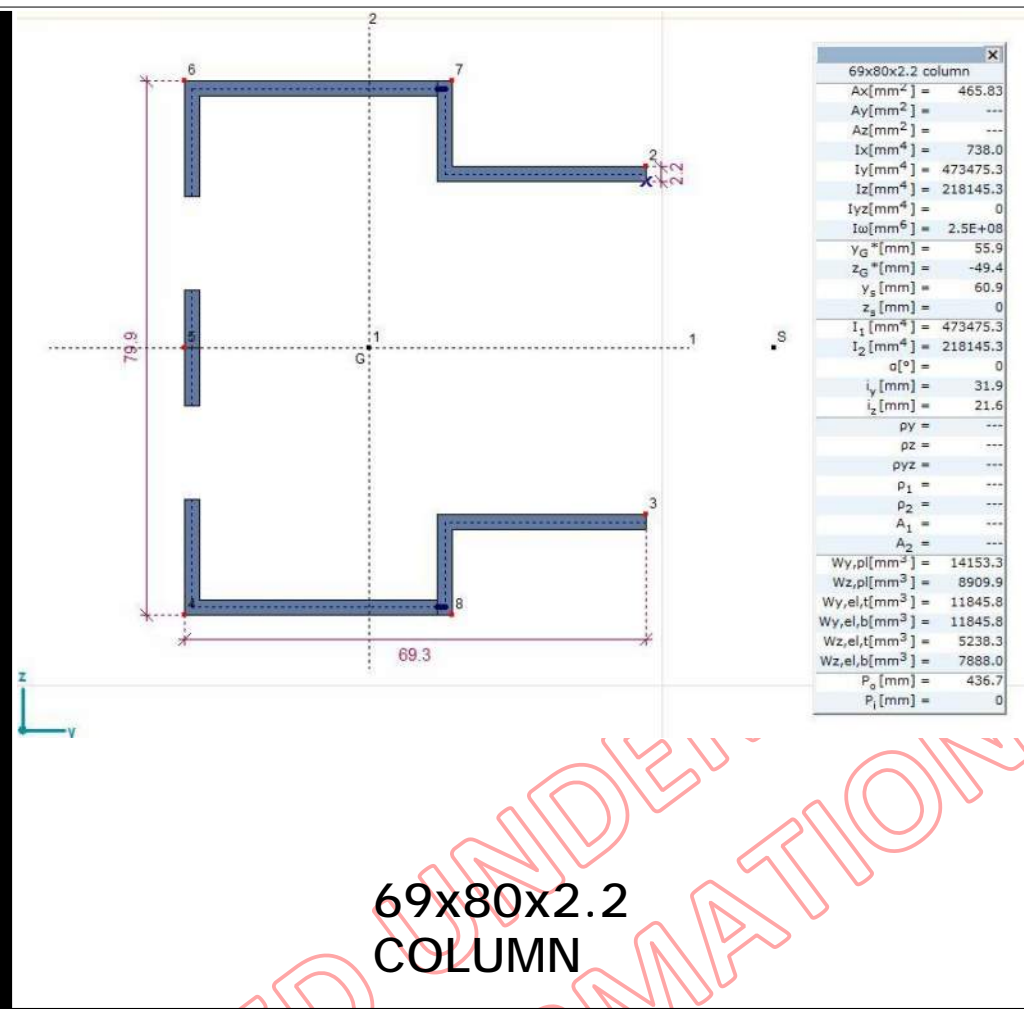 2
6
7
2
2.2
79.9
5
1
G
1
S
3
4
8
69.3
z
y
69x80x2.2 column
Ax[mm²] = 465.83
Ay[mm²] = ---
Az[mm²] = ---
Ix[mm⁴] = 738.0
Iy[mm⁴] = 473475.3
Iz[mm⁴] = 218145.3
Iyz[mm⁴] = 0
Iω[mm⁶] = 2.5E+08
yG*[mm] = 55.9
zG*[mm] = -49.4
ys[mm] = 60.9
zs[mm] = 0
I1[mm⁴] = 473475.3
I2[mm⁴] = 218145.3
α[°] = 0
iy[mm] = 31.9
iz[mm] = 21.6
ρy = ---
ρz = ---
ρyz = ---
ρ1 = ---
ρ2 = ---
A1 = ---
A2 = ---
Wy,pl[mm³] = 14153.3
Wz,pl[mm³] = 8909.9
Wy,el,t[mm³] = 11845.8
Wy,el,b[mm³] = 11845.8
Wz,el,t[mm³] = 5238.3
Wz,el,b[mm³] = 7888.0
Po[mm] = 436.7
Pi[mm] = 0
69x80x2.2
COLUMN
UNDER
MATION